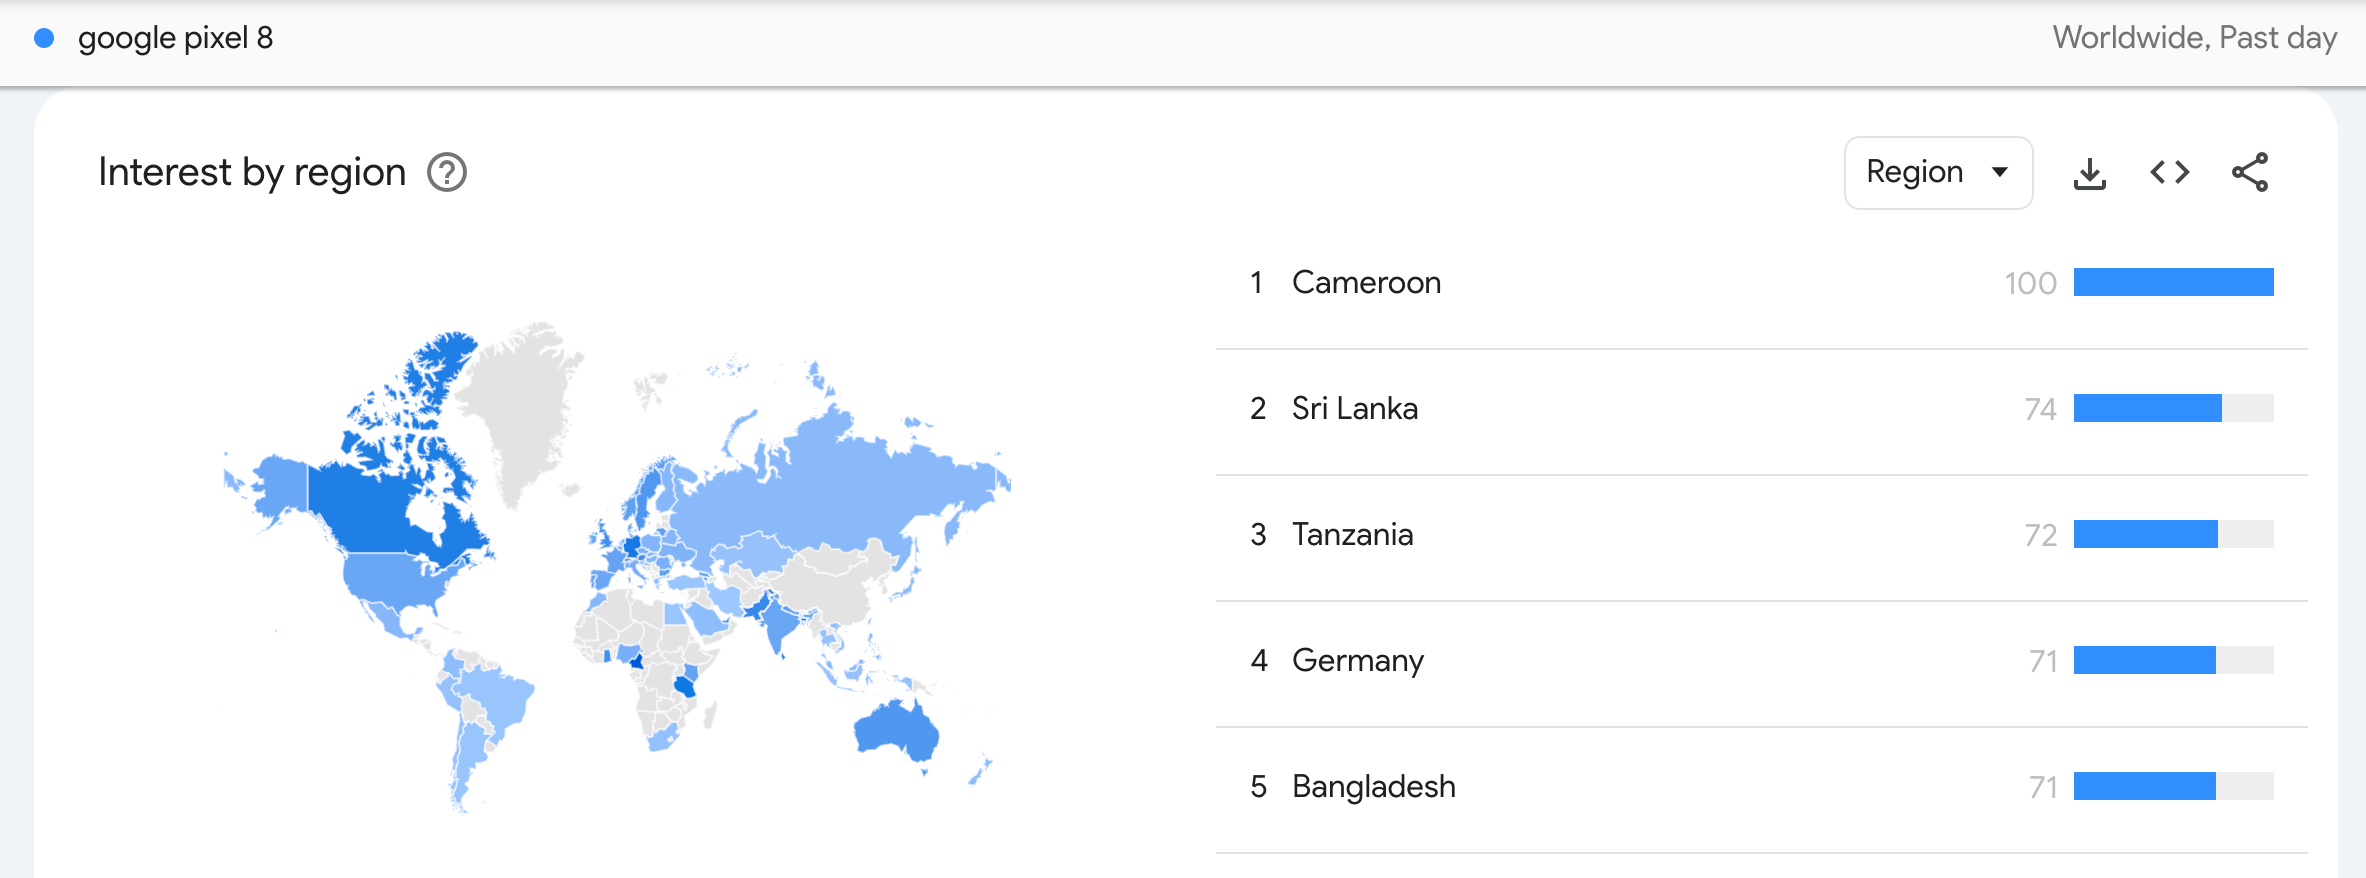 google pixel 8
Worldwide, Past day
Interest by region
Region
1 Cameroon 100
2 Sri Lanka 74
3 Tanzania 72
4 Germany 71
5 Bangladesh 71